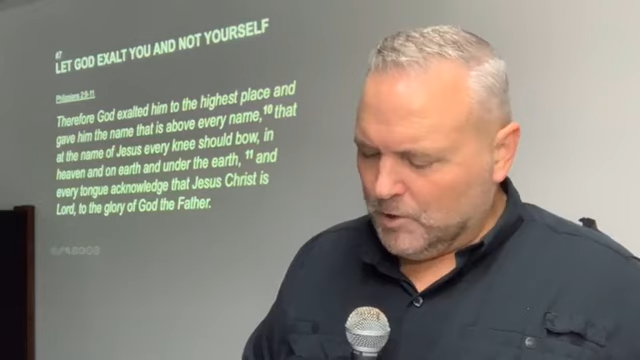 #7
LET GOD EXALT YOU AND NOT YOURSELF
Philippians 2:9-11
Therefore God exalted him to the highest place and
gave him the name that is above every name, 10 that
at the name of Jesus every knee should bow, in
heaven and on earth and under the earth, 11 and
every tongue acknowledge that Jesus Christ is
Lord, to the glory of God the Father.